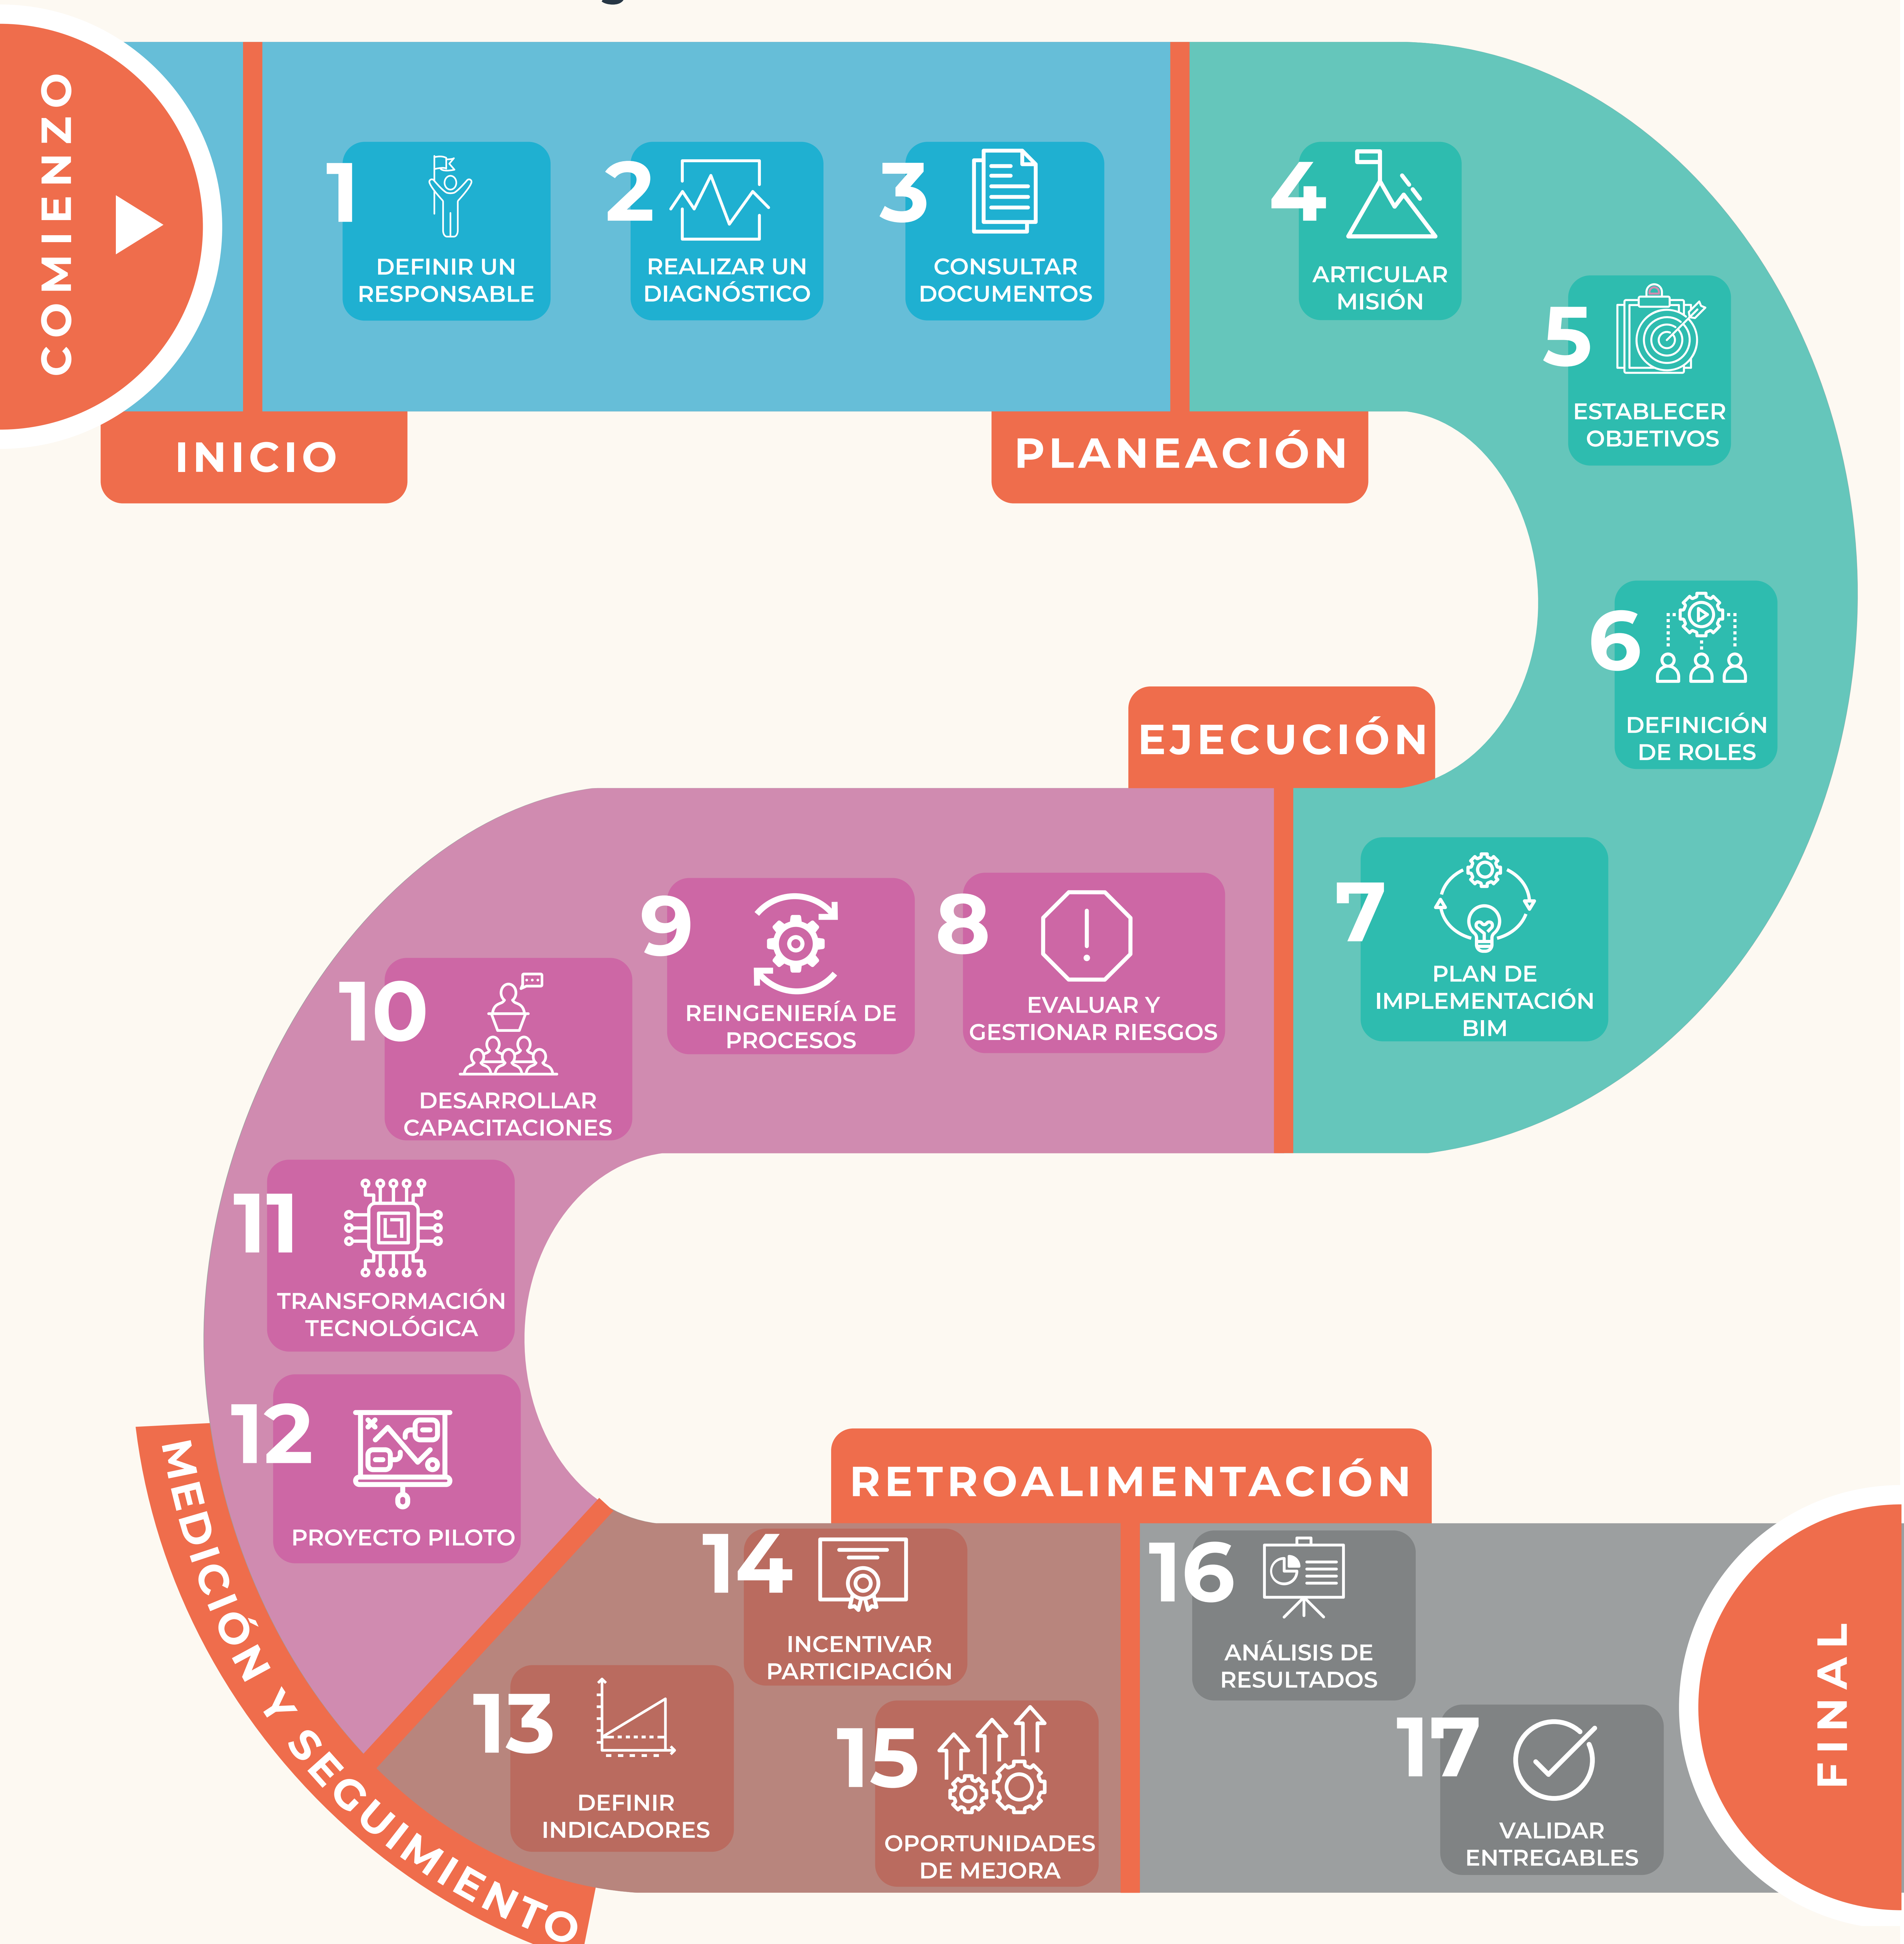 COMIENZO
INICIO
1
DEFINIR UN
RESPONSABLE
2
REALIZAR UN
DIAGNÓSTICO
3
CONSULTAR
DOCUMENTOS
PLANEACIÓN
4
ARTICULAR
MISIÓN
5
ESTABLECER
OBJETIVOS
6
DEFINICIÓN
DE ROLES
7
PLAN DE
IMPLEMENTACIÓN
BIM
EJECUCIÓN
8
EVALUAR Y
GESTIONAR RIESGOS
9
REINGENIERÍA DE
PROCESOS
10
DESARROLLAR
CAPACITACIONES
11
TRANSFORMACIÓN
TECNOLÓGICA
12
PROYECTO PILOTO
MEDICIÓN Y SEGUIMIENTO
13
DEFINIR
INDICADORES
14
INCENTIVAR
PARTICIPACIÓN
15
OPORTUNIDADES
DE MEJORA
RETROALIMENTACIÓN
16
ANÁLISIS DE
RESULTADOS
17
VALIDAR
ENTREGABLES
FINAL